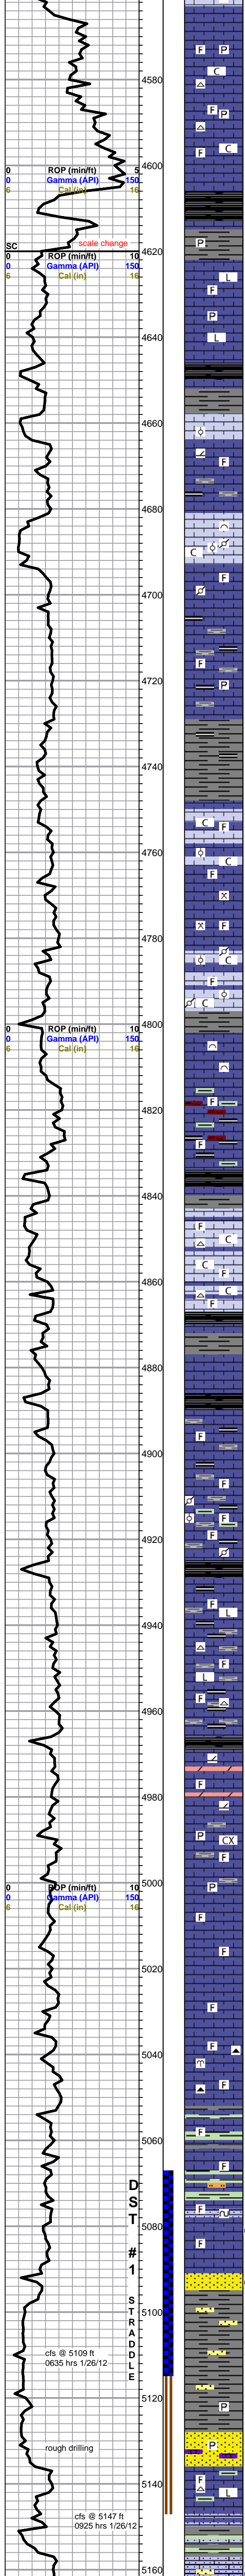 F P
C
4580
F P
C
F
4600
0 ROP (min/ft) 5
0 Gamma (API) 150
6 Cal (in) 16
P
scale change
SC
4620
0 ROP (min/ft) 10
0 Gamma (API) 150
6 Cal (in) 16
L
F
P
4640
L
4660
F
4680
C
F
4700
F
P
4720
P
4740
C
F
4760
C
F
F
4780
C
F
C
4800
0 ROP (min/ft) 10
0 Gamma (API) 150
6 Cal (in) 16
F
4820
F
4840
F
C
C
F
4860
C
F
F
4880
F
4900
F
F
F
4920
F
L
4940
F
L
F
4960
F
4980
P
CX
F
5000
0 ROP (min/ft) 10
0 Gamma (API) 150
6 Cal (in) 16
P
F
5020
F
F
5040
F
5060
F
F
D
S
T
F
5080
#
1
F
S
T
R
A
D
D
L
E
5100
cfs @ 5109 ft
0635 hrs 1/26/12
5120
P
rough drilling
P
5140
F
L
cfs @ 5147 ft
0925 hrs 1/26/12
5160